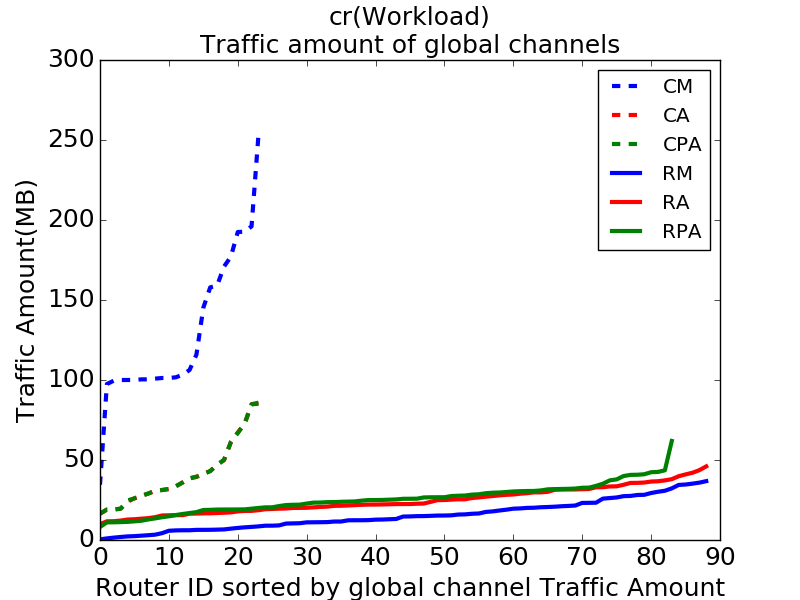 cr(Workload)
Traffic amount of global channels
300
250
200
150
100
50
0
Traffic Amount(MB)
CM
CA
CPA
RM
RA
RPA
0 10 20 30 40 50 60 70 80 90
Router ID sorted by global channel Traffic Amount